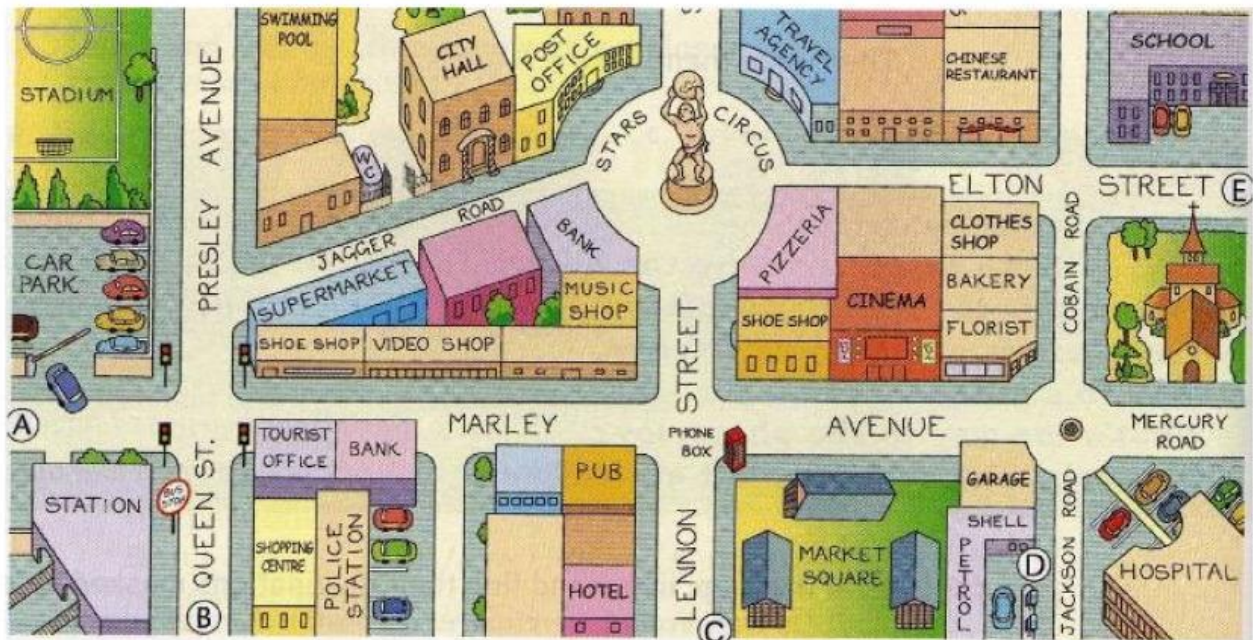 SWIMMING
POOL
CITY
HALL
POST
OFFICE
TRAVEL
AGENCY
CHINESE
RESTAURANT
SCHOOL
STADIUM
PRESLEY AVENUE
WC
STARS CIRCUS
ELTON STREET E
JAGGER ROAD
BANK
PIZZERIA
CLOTHES
SHOP
COBAIN ROAD
CAR
PARK
SUPERMARKET
MUSIC
SHOP
CINEMA
BAKERY
SHOE SHOP
VIDEO SHOP
SHOE SHOP
FLORIST
A
MARLEY AVENUE
LENNON STREET
PHONE
BOX
MERCURY
ROAD
TOURIST
OFFICE
BANK
PUB
GARAGE
STATION
BUS
STOP
QUEEN ST.
B
SHOPPING
CENTRE
POLICE
STATION
HOTEL
C
MARKET
SQUARE
SHELL
PETROL
D
JACKSON ROAD
HOSPITAL